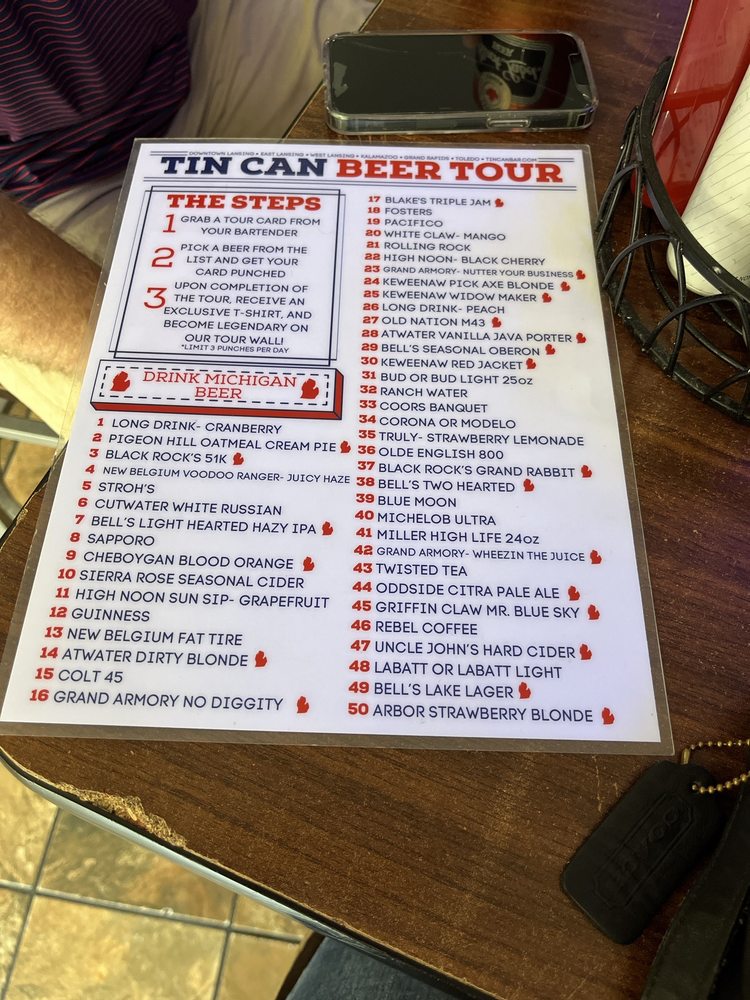 DOWNTOWN LANSING • EAST LANSING • WEST LANSING • KALAMAZOO • GRAND RAPIDS • TOLEDO • TINCANBAR.COM
TIN CAN BEER TOUR
THE STEPS
1 GRAB A TOUR CARD FROM
YOUR BARTENDER
2 PICK A BEER FROM THE
LIST AND GET YOUR
CARD PUNCHED
3 UPON COMPLETION OF
THE TOUR, RECEIVE AN
EXCLUSIVE T-SHIRT, AND
BECOME LEGENDARY ON
OUR TOUR WALL!
*LIMIT 3 PUNCHES PER DAY
DRINK MICHIGAN
BEER
1 LONG DRINK- CRANBERRY
2 PIGEON HILL OATMEAL CREAM PIE
3 BLACK ROCK'S 51K
4 NEW BELGIUM VOODOO RANGER- JUICY HAZE
5 STROH'S
6 CUTWATER WHITE RUSSIAN
7 BELL'S LIGHT HEARTED HAZY IPA
8 SAPPORO
9 CHEBOYGAN BLOOD ORANGE
10 SIERRA ROSE SEASONAL CIDER
11 HIGH NOON SUN SIP- GRAPEFRUIT
12 GUINNESS
13 NEW BELGIUM FAT TIRE
14 ATWATER DIRTY BLONDE
15 COLT 45
16 GRAND ARMORY NO DIGGITY
17 BLAKE'S TRIPLE JAM
18 FOSTERS
19 PACIFICO
20 WHITE CLAW- MANGO
21 ROLLING ROCK
22 HIGH NOON- BLACK CHERRY
23 GRAND ARMORY- NUTTER YOUR BUSINESS
24 KEWEENAW PICK AXE BLONDE
25 KEWEENAW WIDOW MAKER
26 LONG DRINK- PEACH
27 OLD NATION M43
28 ATWATER VANILLA JAVA PORTER
29 BELL'S SEASONAL OBERON
30 KEWEENAW RED JACKET
31 BUD OR BUD LIGHT 25oz
32 RANCH WATER
33 COORS BANQUET
34 CORONA OR MODELO
35 TRULY- STRAWBERRY LEMONADE
36 OLDE ENGLISH 800
37 BLACK ROCK'S GRAND RABBIT
38 BELL'S TWO HEARTED
39 BLUE MOON
40 MICHELOB ULTRA
41 MILLER HIGH LIFE 24oz
42 GRAND ARMORY- WHEEZIN THE JUICE
43 TWISTED TEA
44 ODDSIDE CITRA PALE ALE
45 GRIFFIN CLAW MR. BLUE SKY
46 REBEL COFFEE
47 UNCLE JOHN'S HARD CIDER
48 LABATT OR LABATT LIGHT
49 BELL'S LAKE LAGER
50 ARBOR STRAWBERRY BLONDE